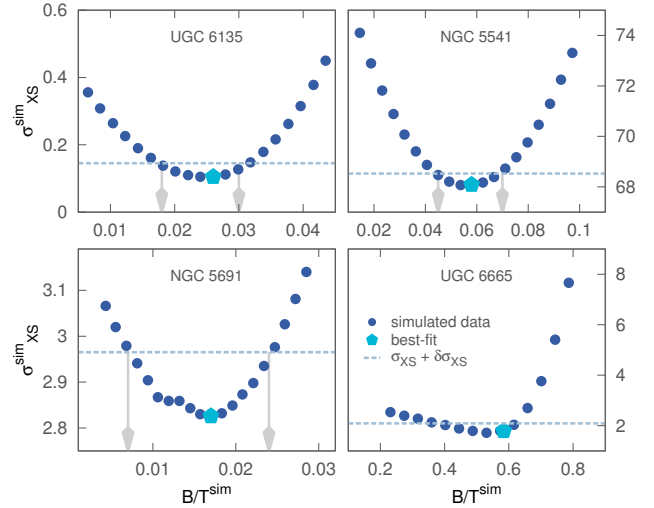 0.6
0.4
0.2
0
σ^sim_XS
UGC 6135
0.01 0.02 0.03 0.04
NGC 5541
74
72
70
68
0.02 0.04 0.06 0.08 0.1
3.1
3
2.9
2.8
σ^sim_XS
NGC 5691
0.01 0.02 0.03
B/T^sim
UGC 6665
simulated data
best-fit
σ_XS + δσ_XS
8
6
4
2
0.2 0.4 0.6 0.8
B/T^sim